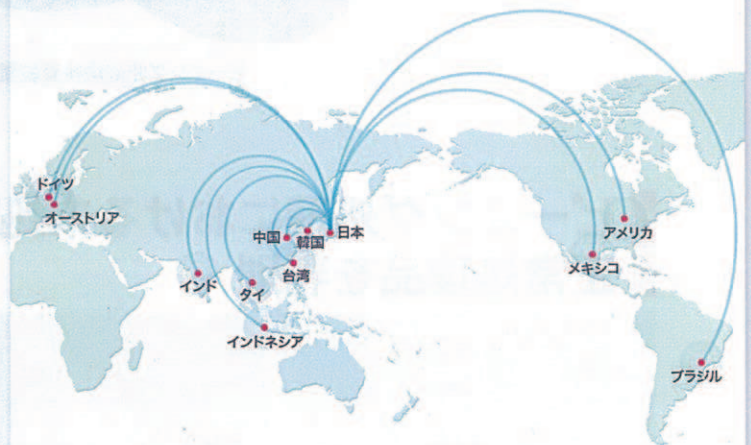 ドイツ
オーストリア
中国
韓国
日本
台湾
インド
タイ
インドネシア
アメリカ
メキシコ
ブラジル